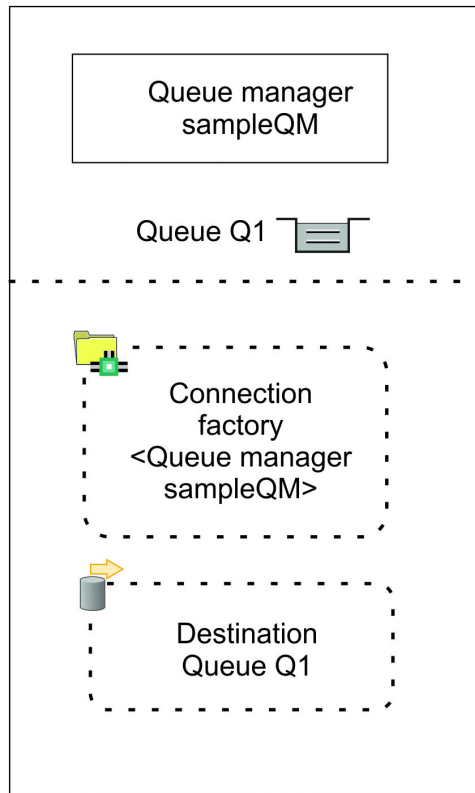 Queue manager
sampleQM
Queue Q1
Connection
factory
<Queue manager
sampleQM>
Destination
Queue Q1